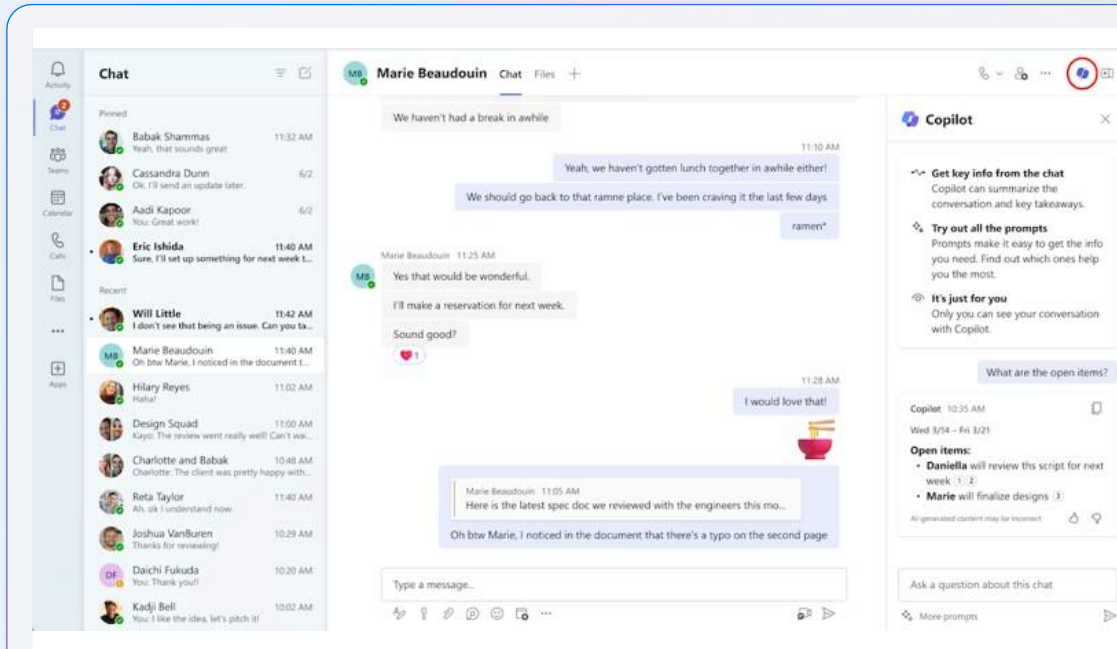 Activity
Chat
2
Teams
Calendar
Calls
Files
Apps
Chat
Pinned
Babak Shammas 11:32 AM
Yeah, that sounds great
Cassandra Dunn 6/2
Ok. I'll send an update later.
Aadi Kapoor 6/2
You: Great work!
Eric Ishida 11:40 AM
Sure, I'll set up something for next week t...
Recent
Will Little 11:42 AM
I don't see that being an issue. Can you ta...
MB
Marie Beaudouin 11:40 AM
Oh btw Marie, I noticed in the document t...
Hilary Reyes 11:02 AM
Haha!
Design Squad 11:00 AM
Kayo: The review went really well! Can't wai...
Charlotte and Babak 10:48 AM
Charlotte: The client was pretty happy with...
Reta Taylor 11:40 AM
Ah, ok I understand now.
Joshua VanBuren 10:29 AM
Thanks for reviewing!
DF
Daichi Fukuda 10:20 AM
You: Thank you!!
Kadji Bell 10:02 AM
You: I like the idea, let's pitch it!
MB Marie Beaudouin Chat Files
We haven't had a break in awhile
11:10 AM
Yeah, we haven't gotten lunch together in awhile either!
We should go back to that ramne place. I've been craving it the last few days
ramen*
Marie Beaudouin 11:25 AM
MB
Yes that would be wonderful.
I'll make a reservation for next week.
Sound good?
1
11:28 AM
I would love that!
Marie Beaudouin 11:05 AM
Here is the latest spec doc we reviewed with the engineers this mo...
Oh btw Marie, I noticed in the document that there's a typo on the second page
Type a message...
Copilot
Get key info from the chat
Copilot can summarize the
conversation and key takeaways.
Try out all the prompts
Prompts make it easy to get the info
you need. Find out which ones help
you the most.
It's just for you
Only you can see your conversation
with Copilot.
What are the open items?
Copilot 10:35 AM
Wed 3/14 – Fri 3/21
Open items:
• Daniella will review ths script for next
week 1 2
• Marie will finalize designs 3
AI-generated content may be incorrect
Ask a question about this chat
More prompts